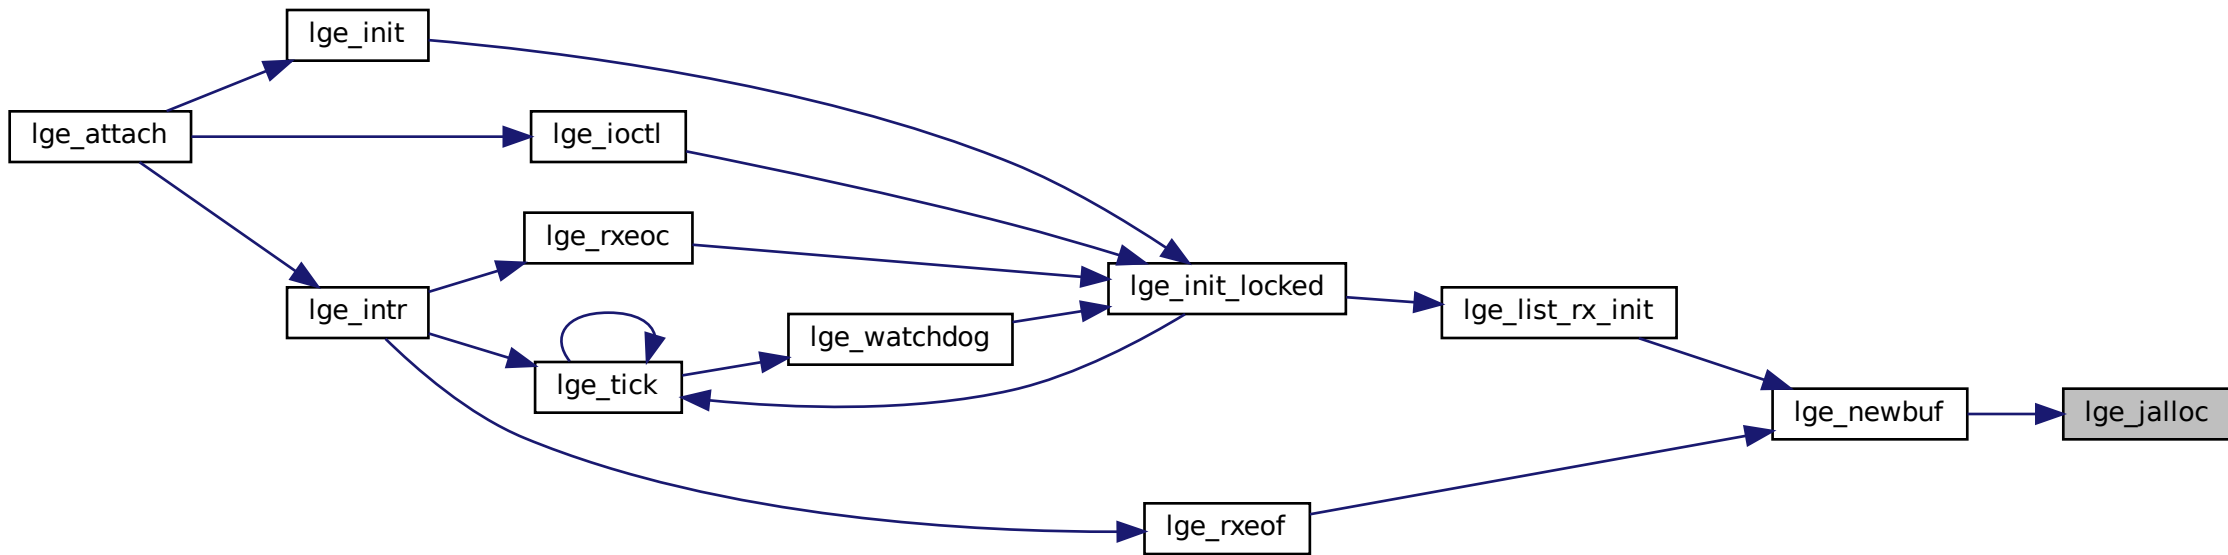 lge_init
lge_attach
lge_ioctl
lge_rxeoc
lge_init_locked
lge_intr
lge_list_rx_init
lge_watchdog
lge_tick
lge_newbuf
lge_jalloc
lge_rxeof